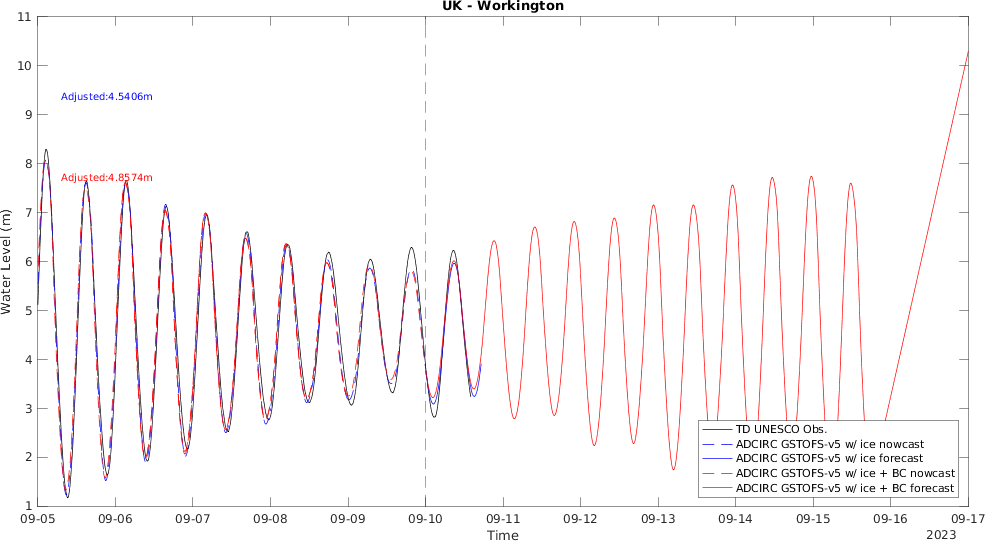 UK - Workington
11
10
9
8
7
6
5
4
3
2
1
Water Level (m)
Adjusted:4.5406m
Adjusted:4.8574m
TD UNESCO Obs.
ADCIRC GSTOFS-v5 w/ ice nowcast
ADCIRC GSTOFS-v5 w/ ice forecast
ADCIRC GSTOFS-v5 w/ ice + BC nowcast
ADCIRC GSTOFS-v5 w/ ice + BC forecast
09-05 09-06 09-07 09-08 09-09 09-10 09-11 09-12 09-13 09-14 09-15 09-16 09-17
Time
2023